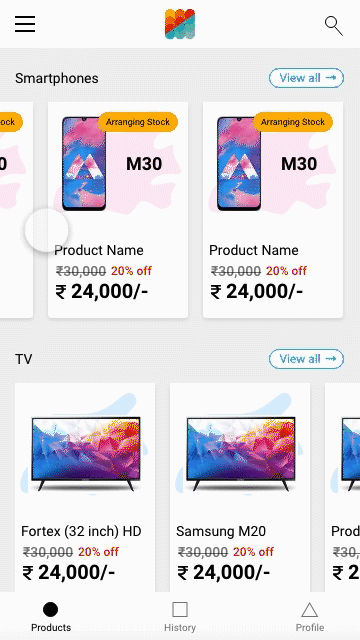 Smartphones
View all →
ock
Arranging Stock
Arranging Stock
0
M30
M30
Product Name
Product Name
₹30,000 20% off
₹30,000 20% off
₹ 24,000/-
₹ 24,000/-
TV
View all →
Fortex (32 inch) HD
Samsung M20
Prod
₹30,000 20% off
₹30,000 20% off
₹30,
₹ 24,000/-
₹ 24,000/-
₹ 2
Products
History
Profile